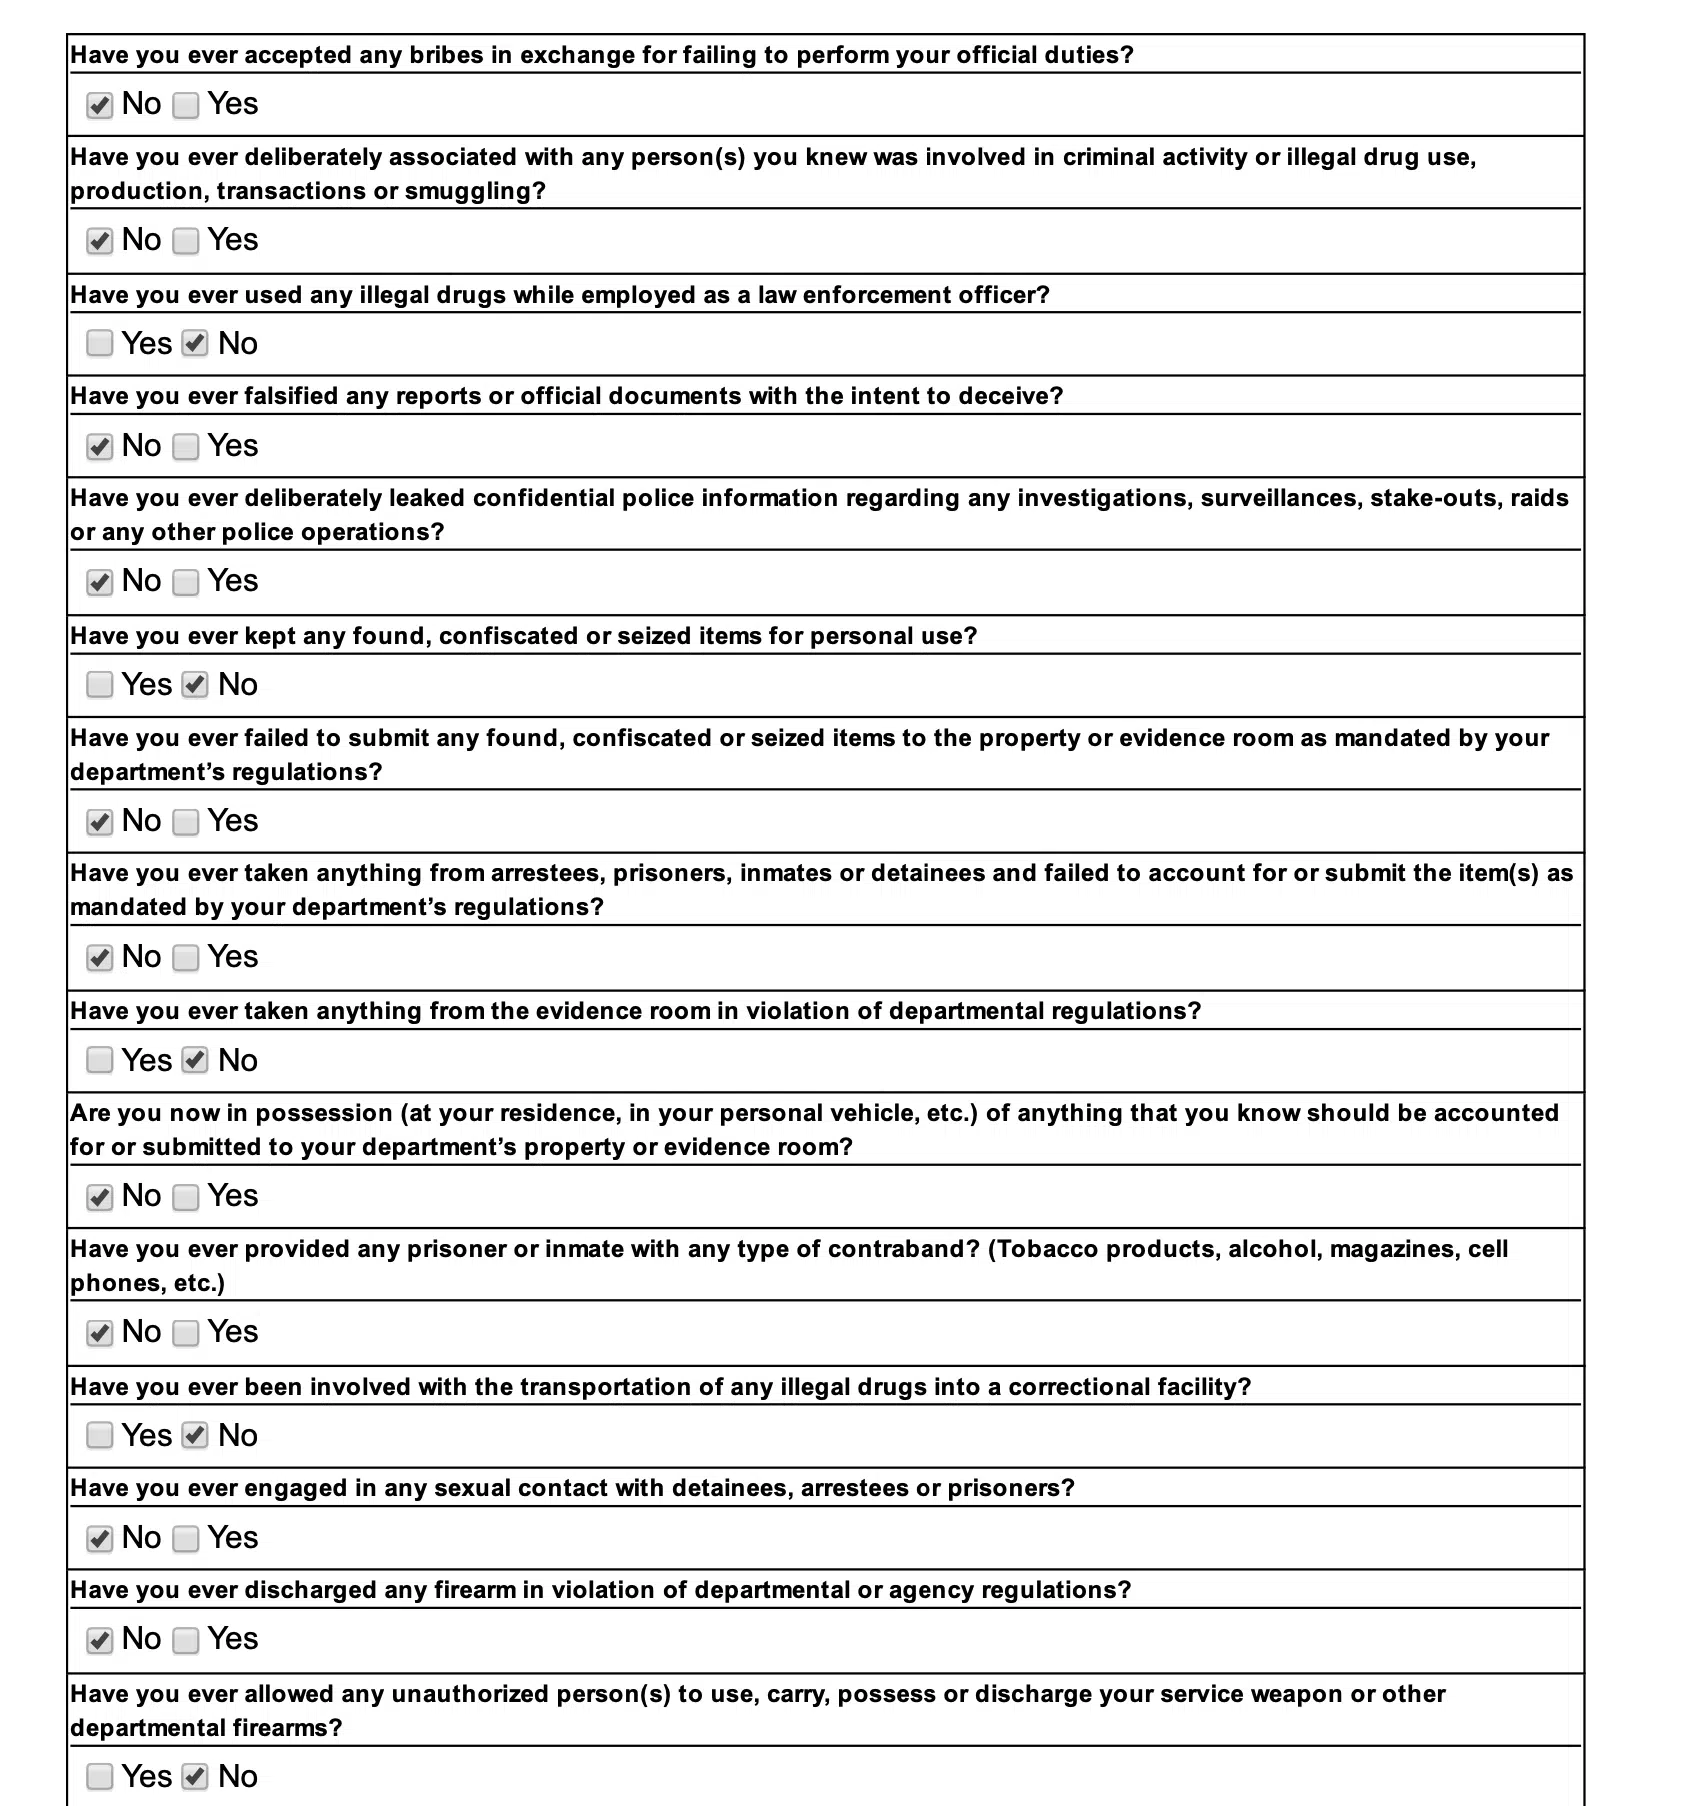 Have you ever accepted any bribes in exchange for failing to perform your official duties?
No Yes
Have you ever deliberately associated with any person(s) you knew was involved in criminal activity or illegal drug use,
production, transactions or smuggling?
No Yes
Have you ever used any illegal drugs while employed as a law enforcement officer?
Yes No
Have you ever falsified any reports or official documents with the intent to deceive?
No Yes
Have you ever deliberately leaked confidential police information regarding any investigations, surveillances, stake-outs, raids
or any other police operations?
No Yes
Have you ever kept any found, confiscated or seized items for personal use?
Yes No
Have you ever failed to submit any found, confiscated or seized items to the property or evidence room as mandated by your
department’s regulations?
No Yes
Have you ever taken anything from arrestees, prisoners, inmates or detainees and failed to account for or submit the item(s) as
mandated by your department’s regulations?
No Yes
Have you ever taken anything from the evidence room in violation of departmental regulations?
Yes No
Are you now in possession (at your residence, in your personal vehicle, etc.) of anything that you know should be accounted
for or submitted to your department’s property or evidence room?
No Yes
Have you ever provided any prisoner or inmate with any type of contraband? (Tobacco products, alcohol, magazines, cell
phones, etc.)
No Yes
Have you ever been involved with the transportation of any illegal drugs into a correctional facility?
Yes No
Have you ever engaged in any sexual contact with detainees, arrestees or prisoners?
No Yes
Have you ever discharged any firearm in violation of departmental or agency regulations?
No Yes
Have you ever allowed any unauthorized person(s) to use, carry, possess or discharge your service weapon or other
departmental firearms?
Yes No